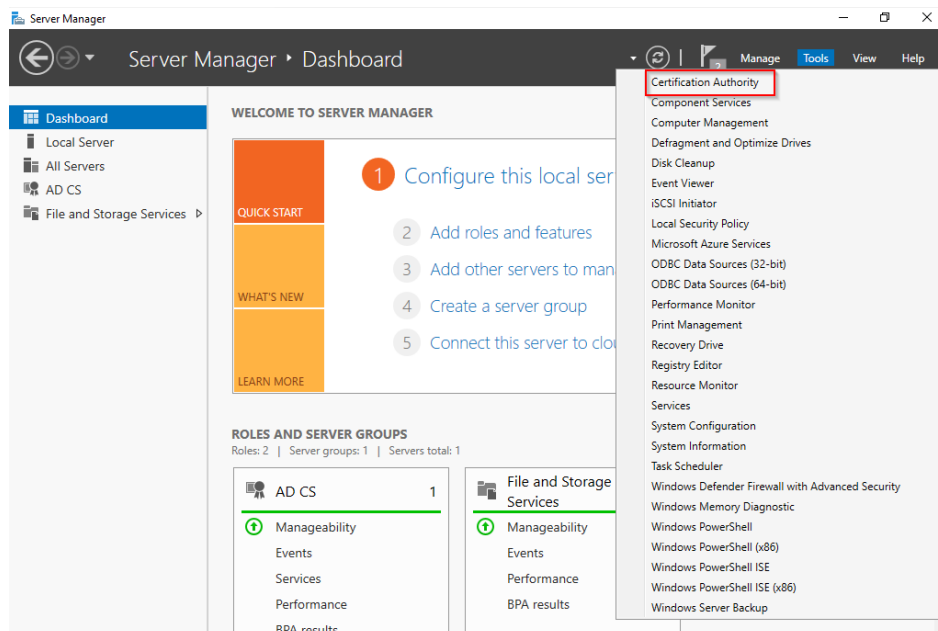 Server Manager
Server Manager • Dashboard
2
Manage Tools View Help
Dashboard
Local Server
All Servers
AD CS
File and Storage Services
WELCOME TO SERVER MANAGER
QUICK START
WHAT'S NEW
LEARN MORE
1 Configure this local ser
2 Add roles and features
3 Add other servers to man
4 Create a server group
5 Connect this server to clou
ROLES AND SERVER GROUPS
Roles: 2 | Server groups: 1 | Servers total: 1
AD CS 1
Manageability
Events
Services
Performance
BPA results
File and Storage
Services
Manageability
Events
Performance
BPA results
Certification Authority
Component Services
Computer Management
Defragment and Optimize Drives
Disk Cleanup
Event Viewer
iSCSI Initiator
Local Security Policy
Microsoft Azure Services
ODBC Data Sources (32-bit)
ODBC Data Sources (64-bit)
Performance Monitor
Print Management
Recovery Drive
Registry Editor
Resource Monitor
Services
System Configuration
System Information
Task Scheduler
Windows Defender Firewall with Advanced Security
Windows Memory Diagnostic
Windows PowerShell
Windows PowerShell (x86)
Windows PowerShell ISE
Windows PowerShell ISE (x86)
Windows Server Backup